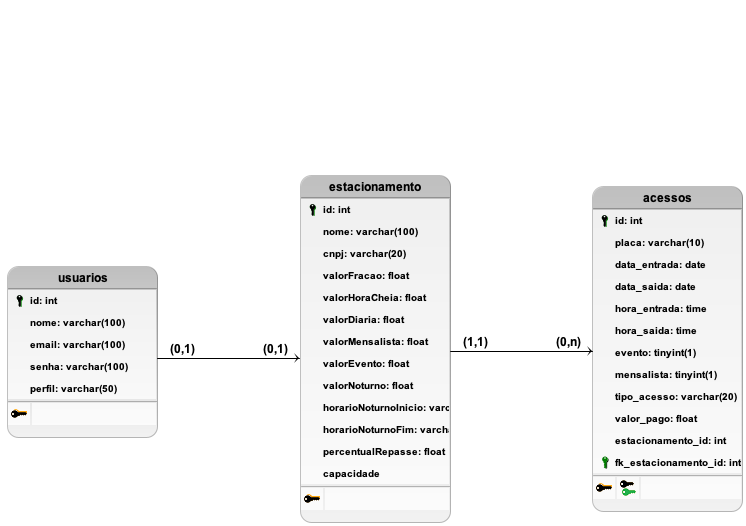 usuarios
id: int
nome: varchar(100)
email: varchar(100)
senha: varchar(100)
perfil: varchar(50)
(0,1)
(0,1)
estacionamento
id: int
nome: varchar(100)
cnpj: varchar(20)
valorFracao: float
valorHoraCheia: float
valorDiaria: float
valorMensalista: float
valorEvento: float
valorNoturno: float
horarioNoturnoInicio: varc
horarioNoturnoFim: varcha
percentualRepasse: float
capacidade
(1,1)
(0,n)
acessos
id: int
placa: varchar(10)
data_entrada: date
data_saida: date
hora_entrada: time
hora_saida: time
evento: tinyint(1)
mensalista: tinyint(1)
tipo_acesso: varchar(20)
valor_pago: float
estacionamento_id: int
fk_estacionamento_id: int